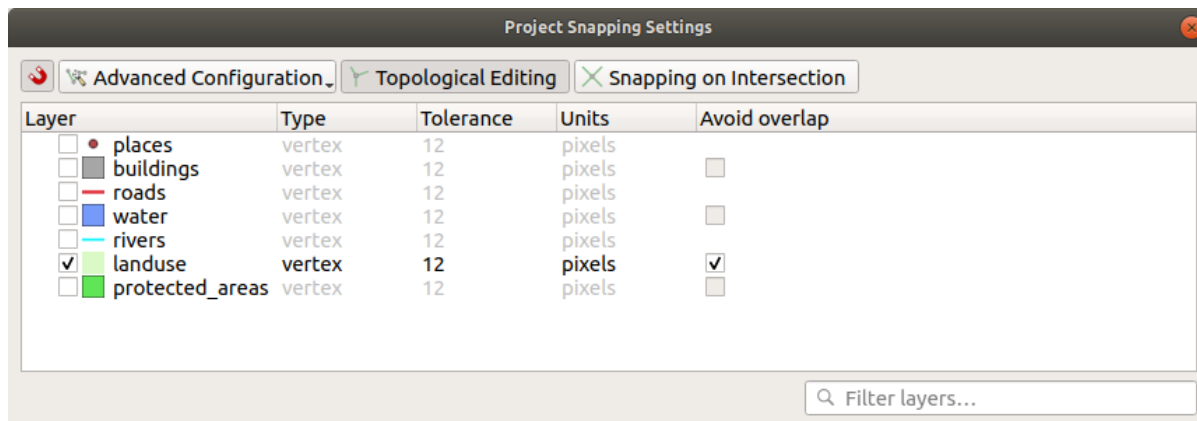 Project Snapping Settings
Advanced Configuration Topological Editing Snapping on Intersection
Layer Type Tolerance Units Avoid overlap
places vertex 12 pixels
buildings vertex 12 pixels
roads vertex 12 pixels
water vertex 12 pixels
rivers vertex 12 pixels
landuse vertex 12 pixels
protected_areas vertex 12 pixels
Filter layers...